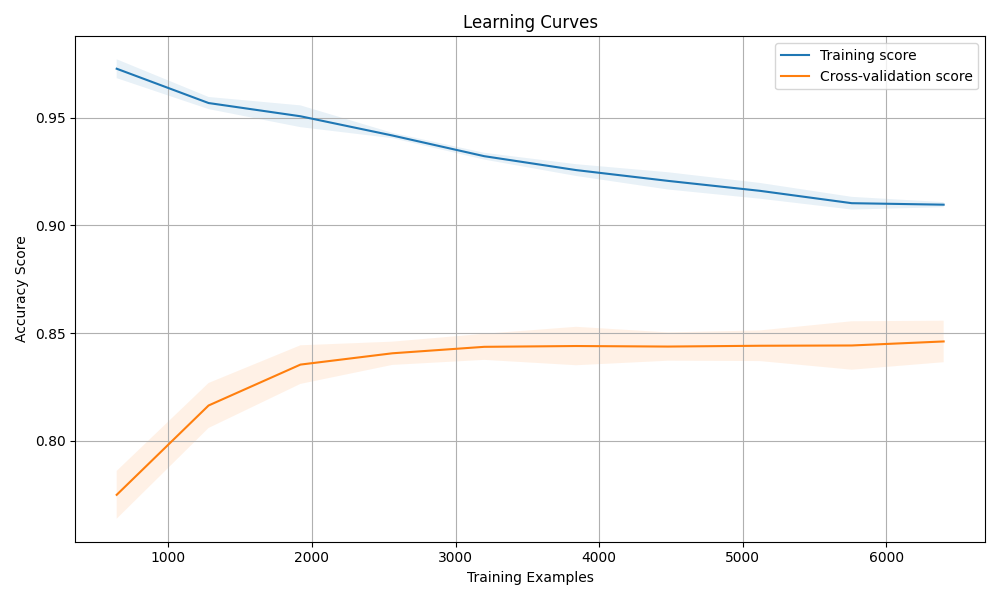 Learning Curves
Training score
Cross-validation score
0.95
0.90
0.85
0.80
Accuracy Score
1000 2000 3000 4000 5000 6000
Training Examples